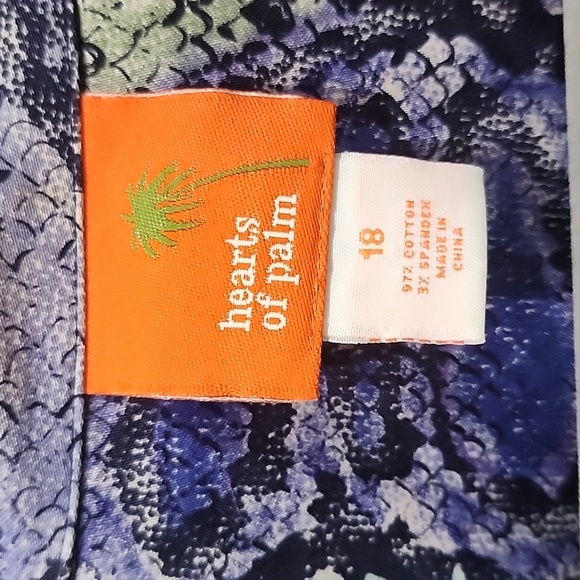 hearts
of palm
18
97% COTTON
3% SPANDEX
MADE IN
CHINA